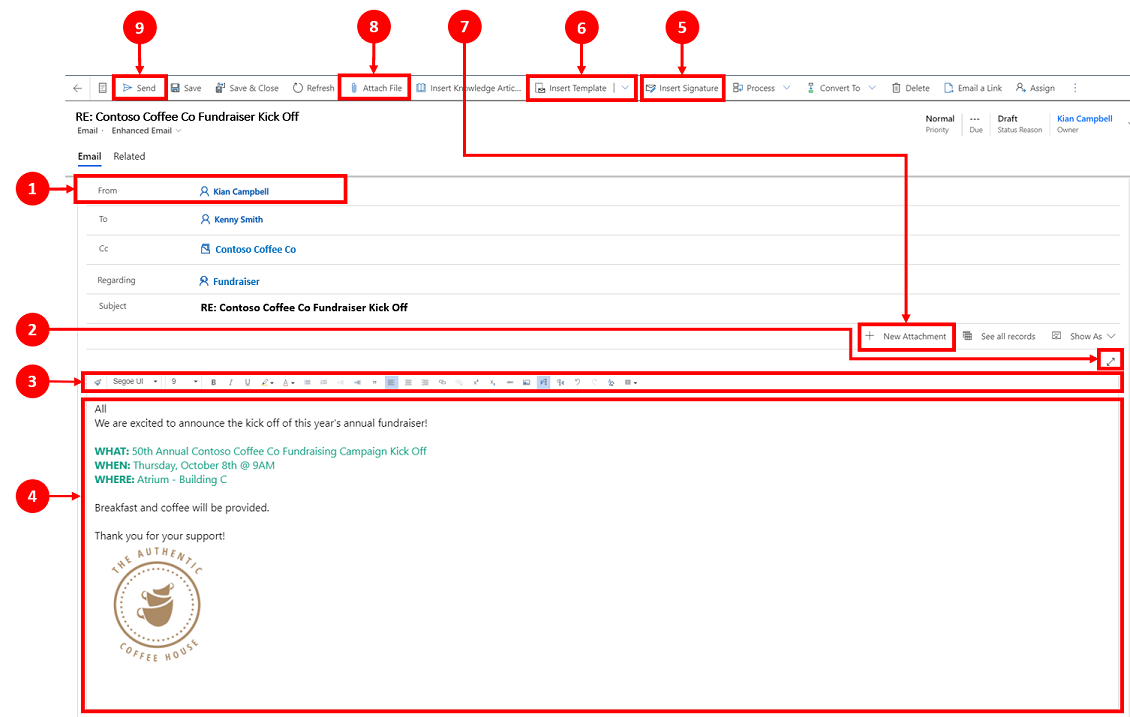 9
8
7
6
5
Send Save Save & Close Refresh Attach File Insert Knowledge Artic... Insert Template Insert Signature Process Convert To Delete Email a Link Assign
RE: Contoso Coffee Co Fundraiser Kick Off
Email · Enhanced Email
Normal
Priority
---
Due
Draft
Status Reason
Kian Campbell
Owner
Email Related
1
From Kian Campbell
To Kenny Smith
Cc Contoso Coffee Co
Regarding Fundraiser
Subject RE: Contoso Coffee Co Fundraiser Kick Off
2
New Attachment See all records Show As
3
Segoe UI 9 B I U A
4
All
We are excited to announce the kick off of this year's annual fundraiser!
WHAT: 50th Annual Contoso Coffee Co Fundraising Campaign Kick Off
WHEN: Thursday, October 8th @ 9AM
WHERE: Atrium - Building C
Breakfast and coffee will be provided.
Thank you for your support!
THE AUTHENTIC
COFFEE HOUSE